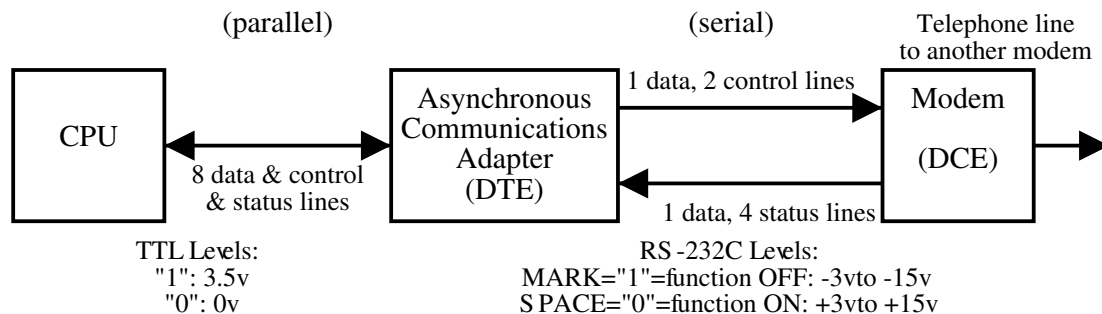 (parallel)
(serial)
Telephone line
to another modem
CPU
8 data & control
& status lines
Asynchronous
Communications
Adapter
(DTE)
1 data, 2 control lines
1 data, 4 status lines
Modem
(DCE)
TTL Levels:
"1": 3.5v
"0": 0v
RS-232C Levels:
MARK="1"=function OFF: -3vto -15v
SPACE="0"=function ON: +3vto +15v